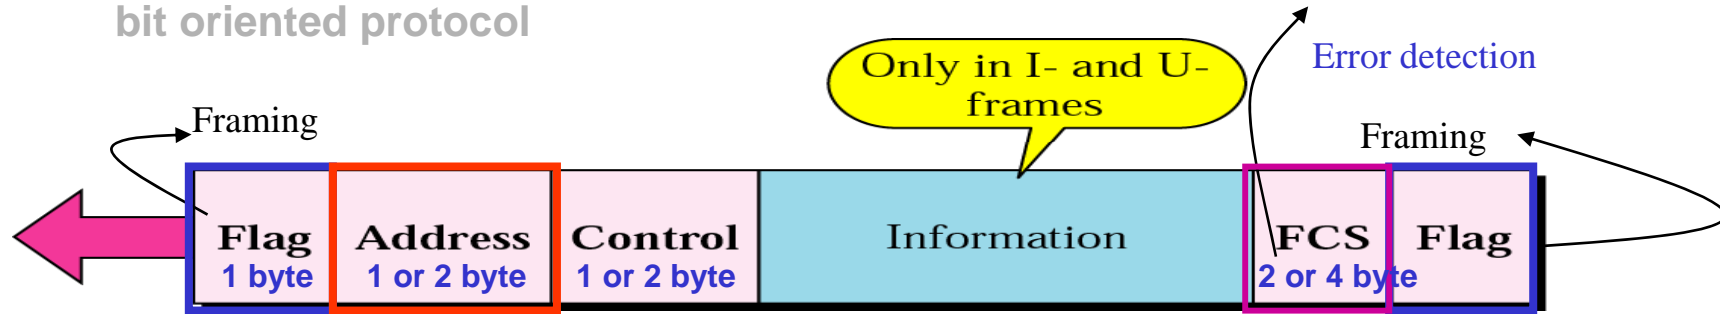 bit oriented protocol
Only in I- and U-
frames
Error detection
Framing
Framing
Flag
Address
Control
Information
FCS
Flag
1 byte
1 or 2 byte
1 or 2 byte
2 or 4 byte